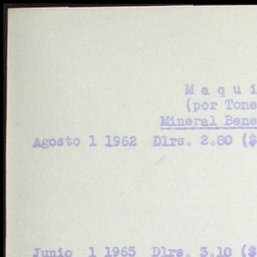 M a q u i
(por Tone
Mineral Bene
Agosto 1 1962 Dlrs. 2.80 ($
Junio 1 1965 Dlrs. 3.10 ($